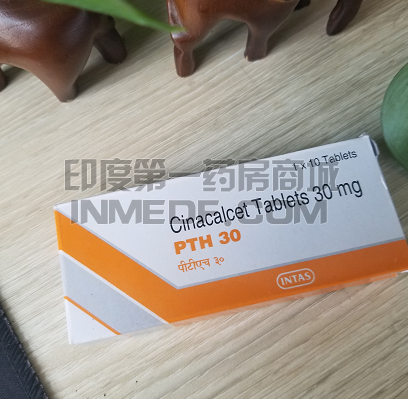 1 x 10 Tablets
印度第一药房商城
INMEDE.COM
Cinacalcet Tablets 30 mg
PTH 30
पीटीएच ३०
INTAS